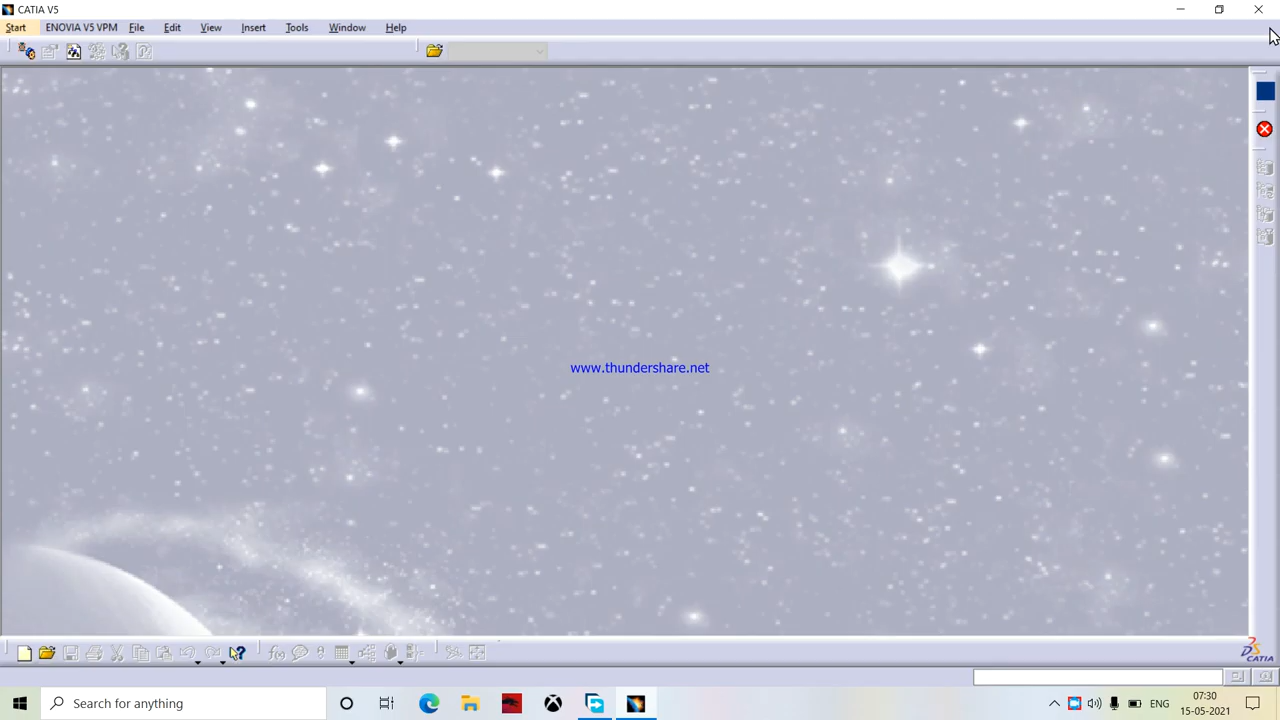 CATIA V5
Start ENOVIA V5 VPM File Edit View Insert Tools Window Help
www.thundershare.net
f(x)
CATIA
Search for anything
ENG
07:30
15-05-2021